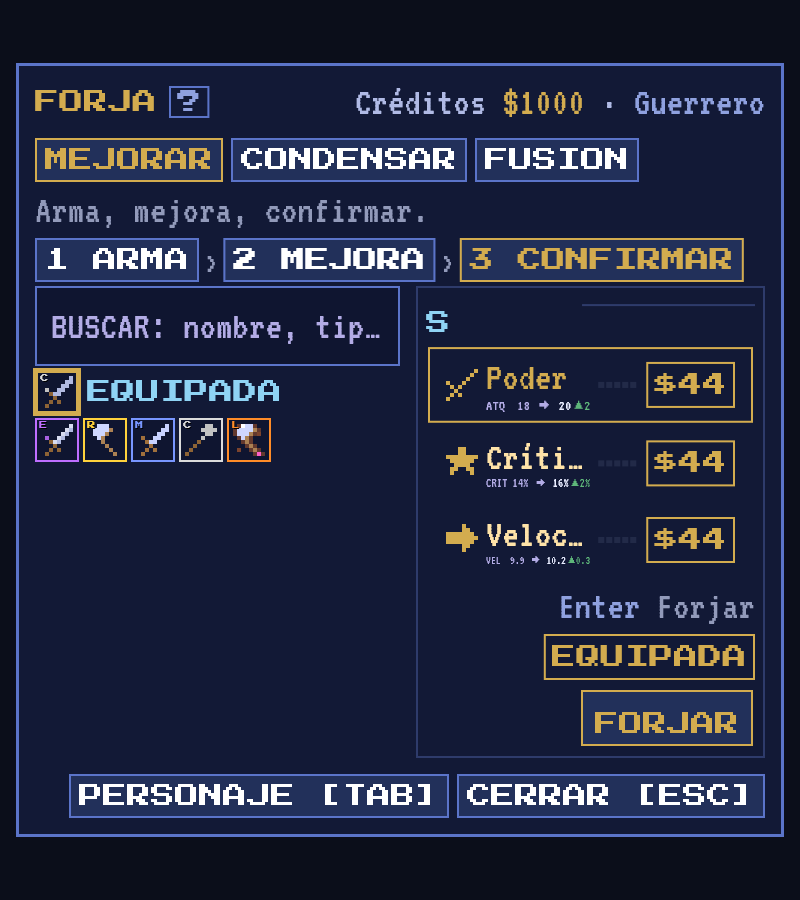 FORJA ? Créditos $1000 · Guerrero
MEJORAR CONDENSAR FUSION
Arma, mejora, confirmar.
1 ARMA › 2 MEJORA › 3 CONFIRMAR
BUSCAR: nombre, tip…
S
C EQUIPADA
E R M C L
Poder $44
ATQ 18 → 20 ▲2
Críti… $44
CRIT 14% → 16% ▲2%
Veloc… $44
VEL 9.9 → 10.2 ▲0.3
Enter Forjar
EQUIPADA
FORJAR
PERSONAJE [TAB] CERRAR [ESC]